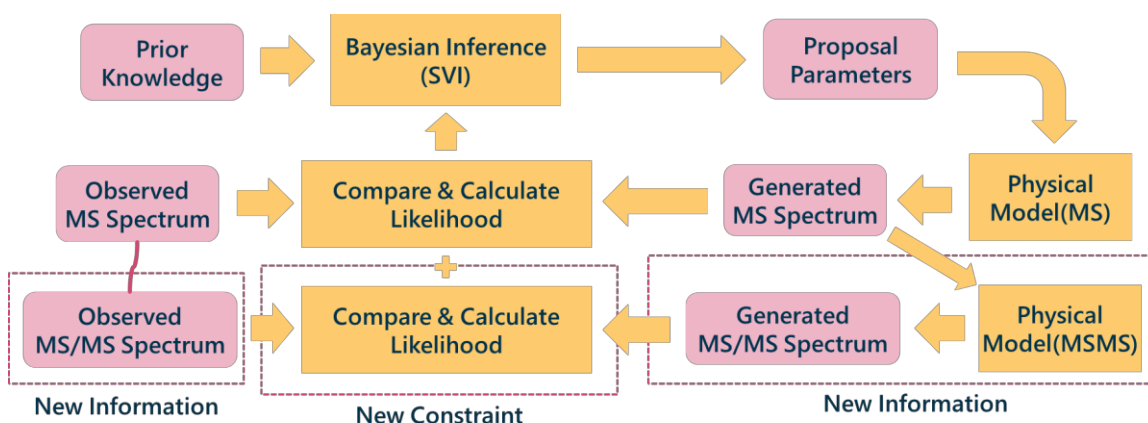 Prior
Knowledge
Bayesian Inference
(SVI)
Proposal
Parameters
Observed
MS Spectrum
Compare & Calculate
Likelihood
Generated
MS Spectrum
Physical
Model(MS)
Observed
MS/MS Spectrum
Compare & Calculate
Likelihood
Generated
MS/MS Spectrum
Physical
Model(MSMS)
New Information
New Constraint
New Information